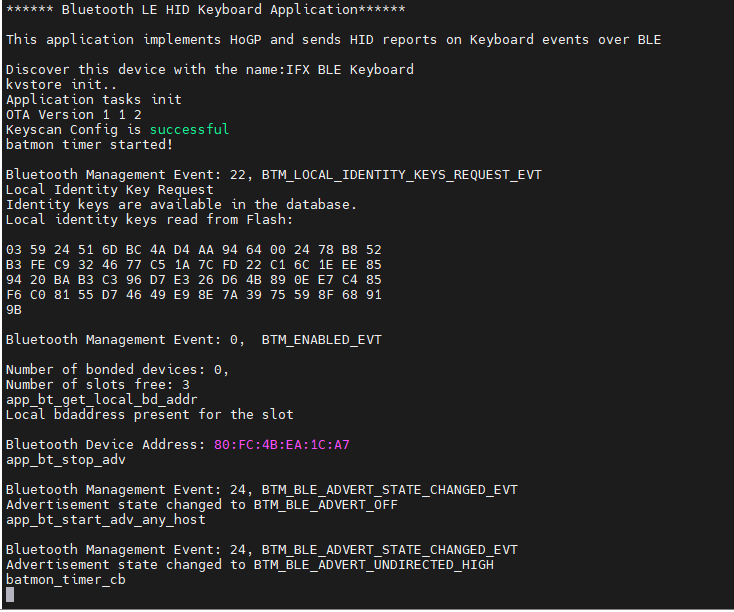 ****** Bluetooth LE HID Keyboard Application******
This application implements HoGP and sends HID reports on Keyboard events over BLE
Discover this device with the name:IFX BLE Keyboard
kvstore init..
Application tasks init
OTA Version 1 1 2
Keyscan Config is successful
batmon timer started!
Bluetooth Management Event: 22, BTM_LOCAL_IDENTITY_KEYS_REQUEST_EVT
Local Identity Key Request
Identity keys are available in the database.
Local identity keys read from Flash:
03 59 24 51 6D BC 4A D4 AA 94 64 00 24 78 B8 52
B3 FE C9 32 46 77 C5 1A 7C FD 22 C1 6C 1E EE 85
94 20 BA B3 C3 96 D7 E3 26 D6 4B 89 0E E7 C4 85
F6 C0 81 55 D7 46 49 E9 8E 7A 39 75 59 8F 68 91
9B
Bluetooth Management Event: 0,  BTM_ENABLED_EVT
Number of bonded devices: 0,
Number of slots free: 3
app_bt_get_local_bd_addr
Local bdaddress present for the slot
Bluetooth Device Address: 80:FC:4B:EA:1C:A7
app_bt_stop_adv
Bluetooth Management Event: 24, BTM_BLE_ADVERT_STATE_CHANGED_EVT
Advertisement state changed to BTM_BLE_ADVERT_OFF
app_bt_start_adv_any_host
Bluetooth Management Event: 24, BTM_BLE_ADVERT_STATE_CHANGED_EVT
Advertisement state changed to BTM_BLE_ADVERT_UNDIRECTED_HIGH
batmon_timer_cb